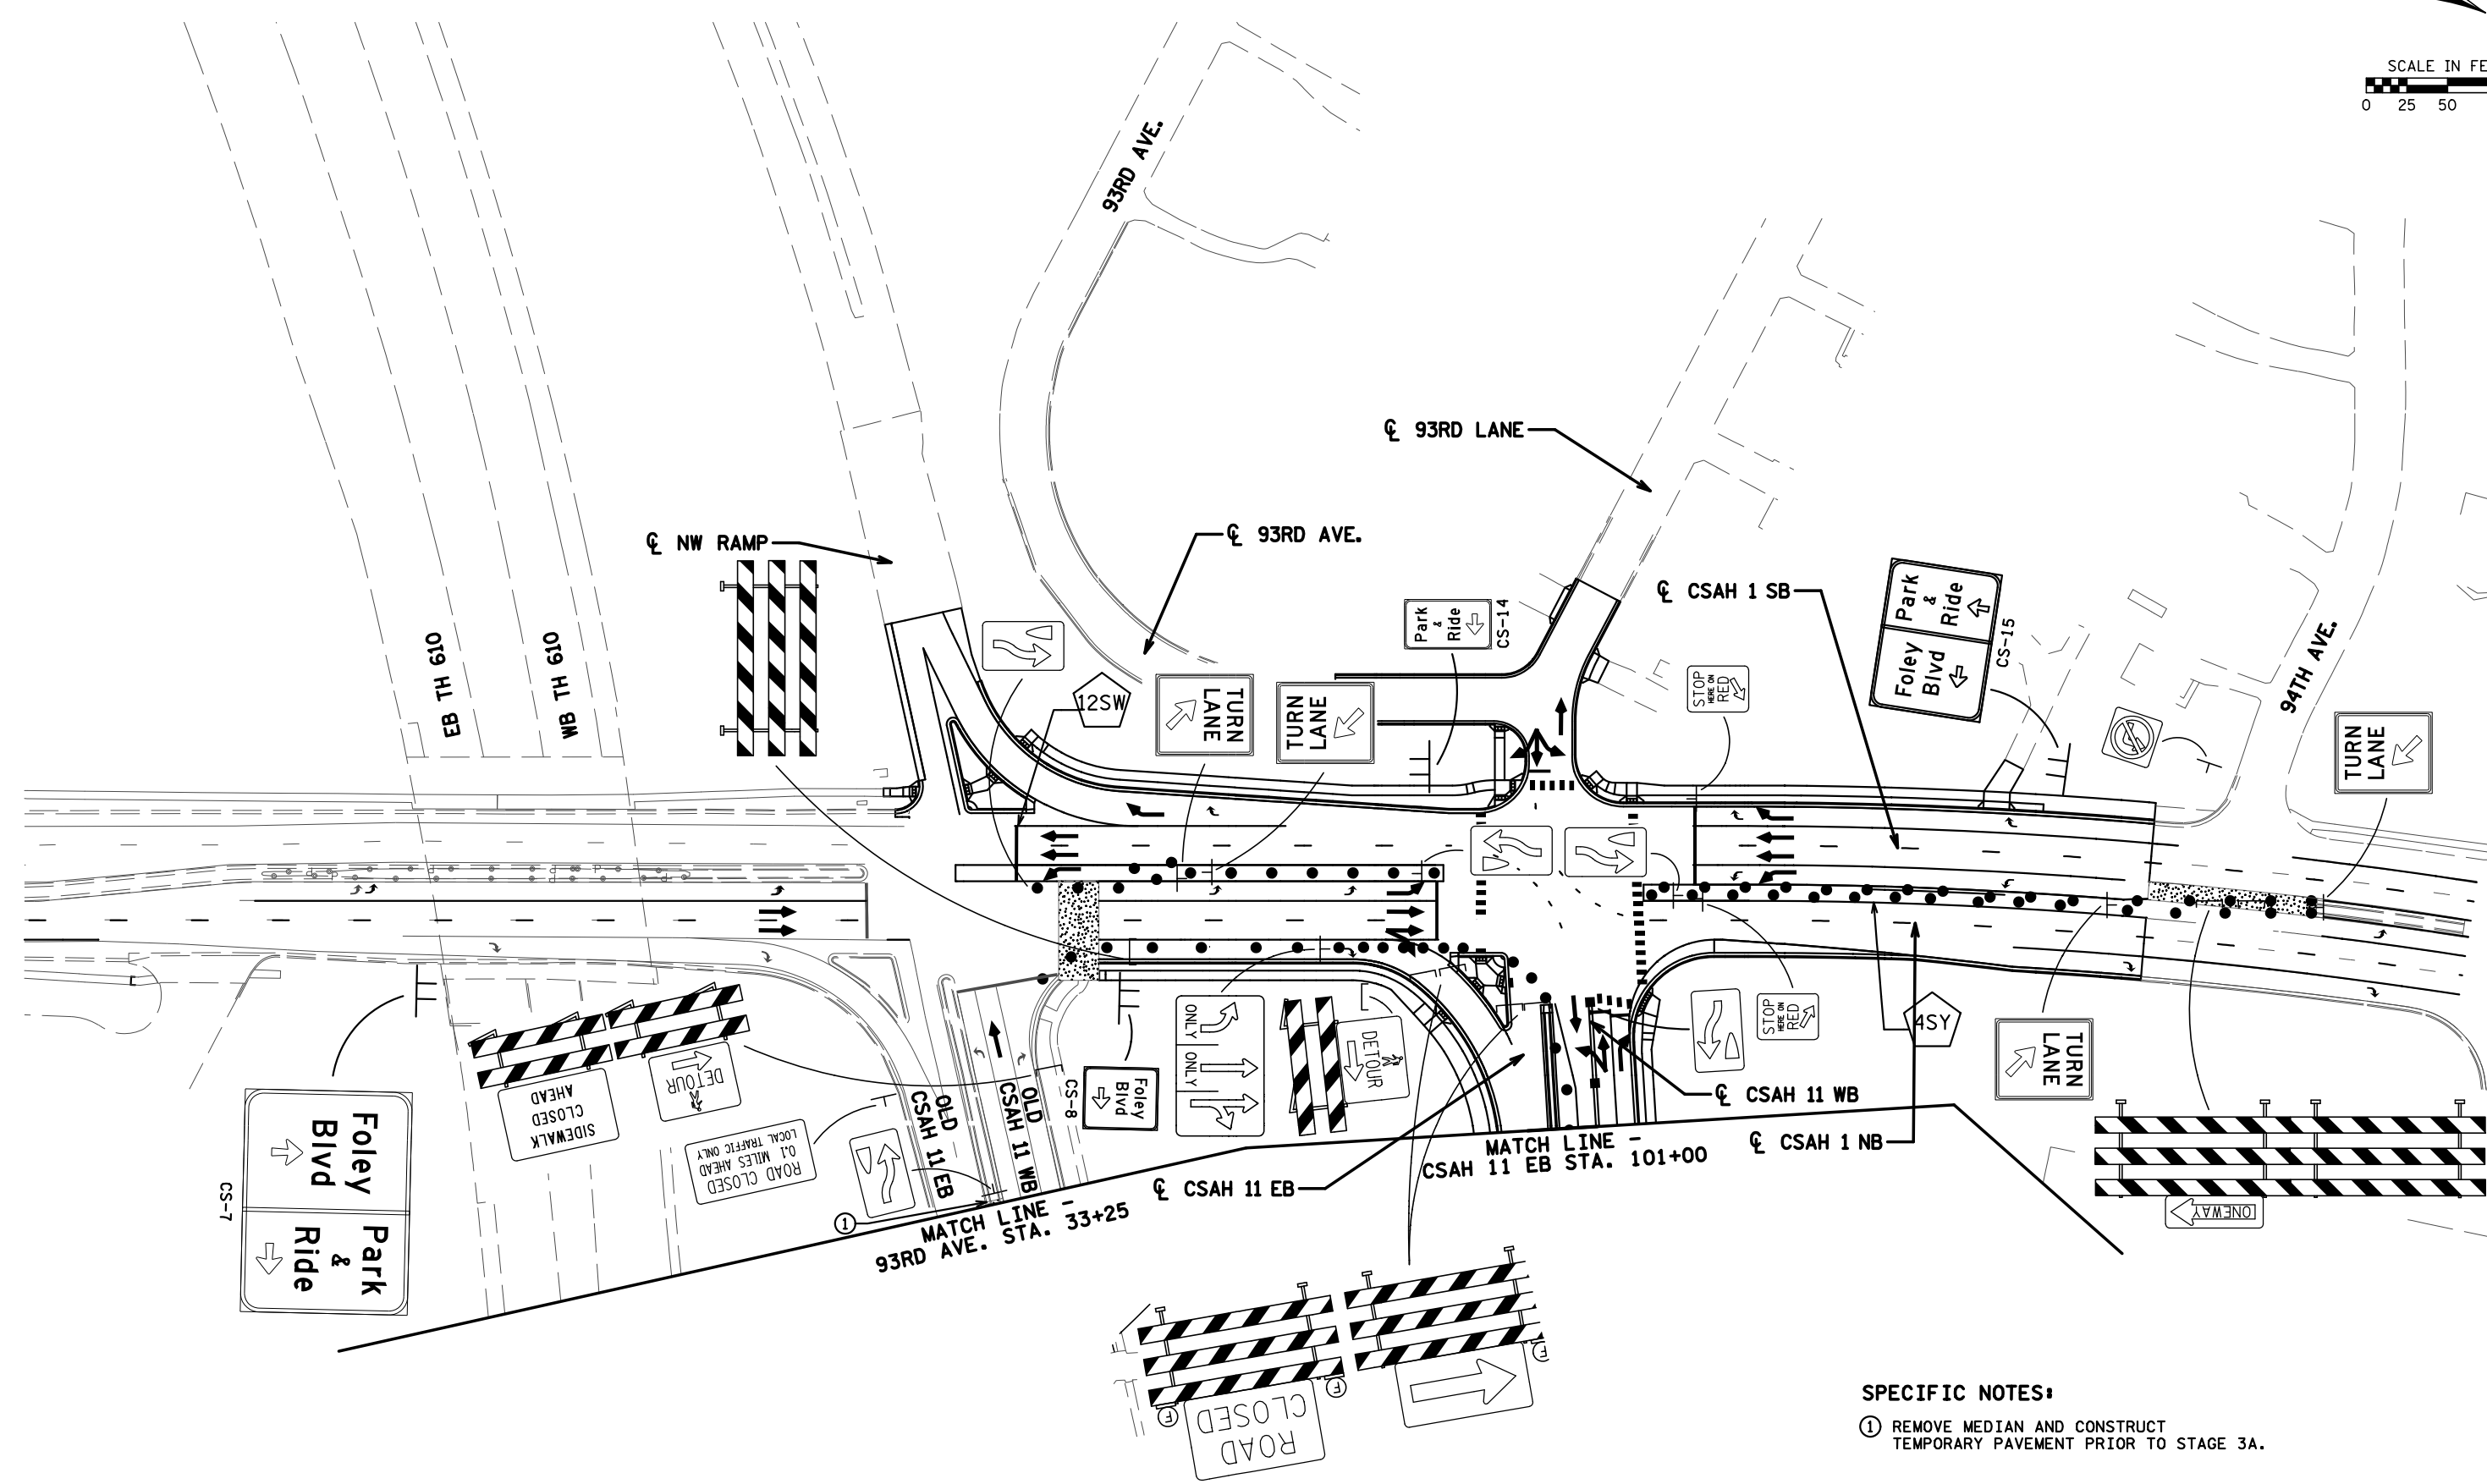 SCALE IN FE
0 25 50
93RD AVE.
℄ 93RD LANE
℄ NW RAMP
℄ 93RD AVE.
℄ CSAH 1 SB
Park
&
Ride
CS-14
Park
&
Ride
Foley
Blvd
CS-15
EB TH 610
WB TH 610
94TH AVE.
12SW
TURN
LANE
TURN
LANE
STOP
HERE ON
RED
TURN
LANE
4SY
STOP
HERE ON
RED
TURN
LANE
ONLY
ONLY
DETOUR
DETOUR
SIDEWALK
CLOSED
AHEAD
ROAD CLOSED
0.1 MILES AHEAD
LOCAL TRAFFIC ONLY
OLD
CSAH 11 EB
OLD
CSAH 11 WB
CS-8
Foley
Blvd
Foley
Blvd
Park
&
Ride
CS-7
1
MATCH LINE -
93RD AVE. STA. 33+25
℄ CSAH 11 EB
MATCH LINE -
CSAH 11 EB STA. 101+00
℄ CSAH 11 WB
℄ CSAH 1 NB
ONEWAY
F
F
F
ROAD
CLOSED
SPECIFIC NOTES:
1 REMOVE MEDIAN AND CONSTRUCT
TEMPORARY PAVEMENT PRIOR TO STAGE 3A.